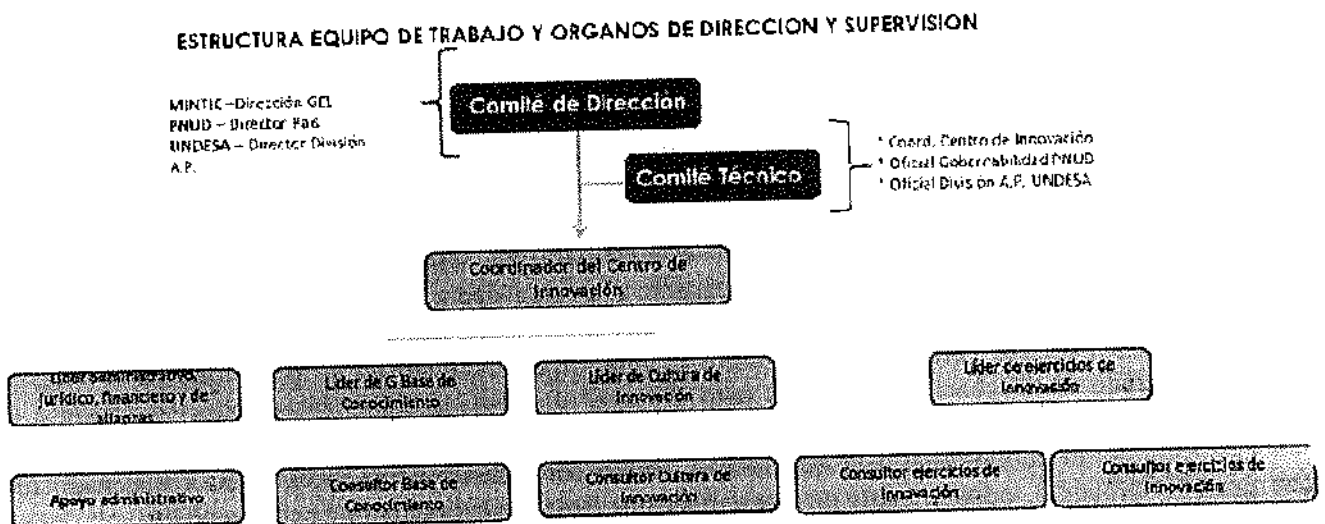 ESTRUCTURA EQUIPO DE TRABAJO Y ORGANOS DE DIRECCION Y SUPERVISION
MINTIC –Dirección GEL
PNUD – Director País
UNDESA – Director División
A.P.
Comité de Dirección
* Coord. Centro de Innovación
* Oficial Gobernabilidad PNUD
* Oficial División A.P. UNDESA
Comité Técnico
Coordinador del Centro de
Innovación
Líder administrativo,
jurídico, financiero y de
alianzas
Líder de G Base de
Conocimiento
Líder de Cultura de
Innovación
Líder de ejercicios de
Innovación
Apoyo administrativo
Consultor Base de
Conocimiento
Consultor Cultura de
Innovación
Consultor ejercicios de
Innovación
Consultor ejercicios de
Innovación